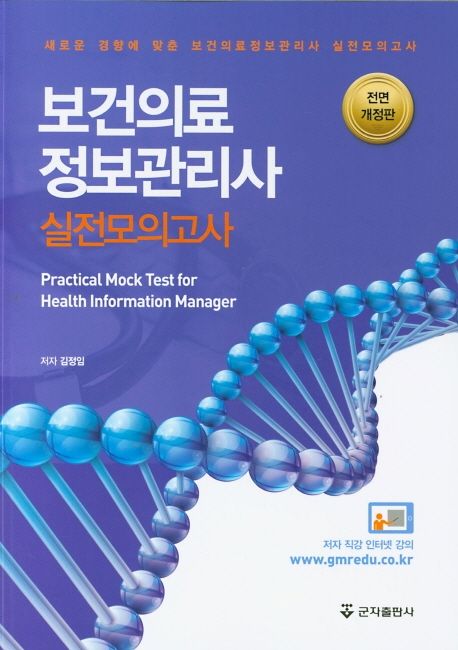 새로운 경향에 맞춘 보건의료정보관리사 실전모의고사
전면
개정판
보건의료
정보관리사
실전모의고사
Practical Mock Test for
Health Information Manager
저자 김정임
저자 직강 인터넷 강의
www.gmredu.co.kr
군자출판사